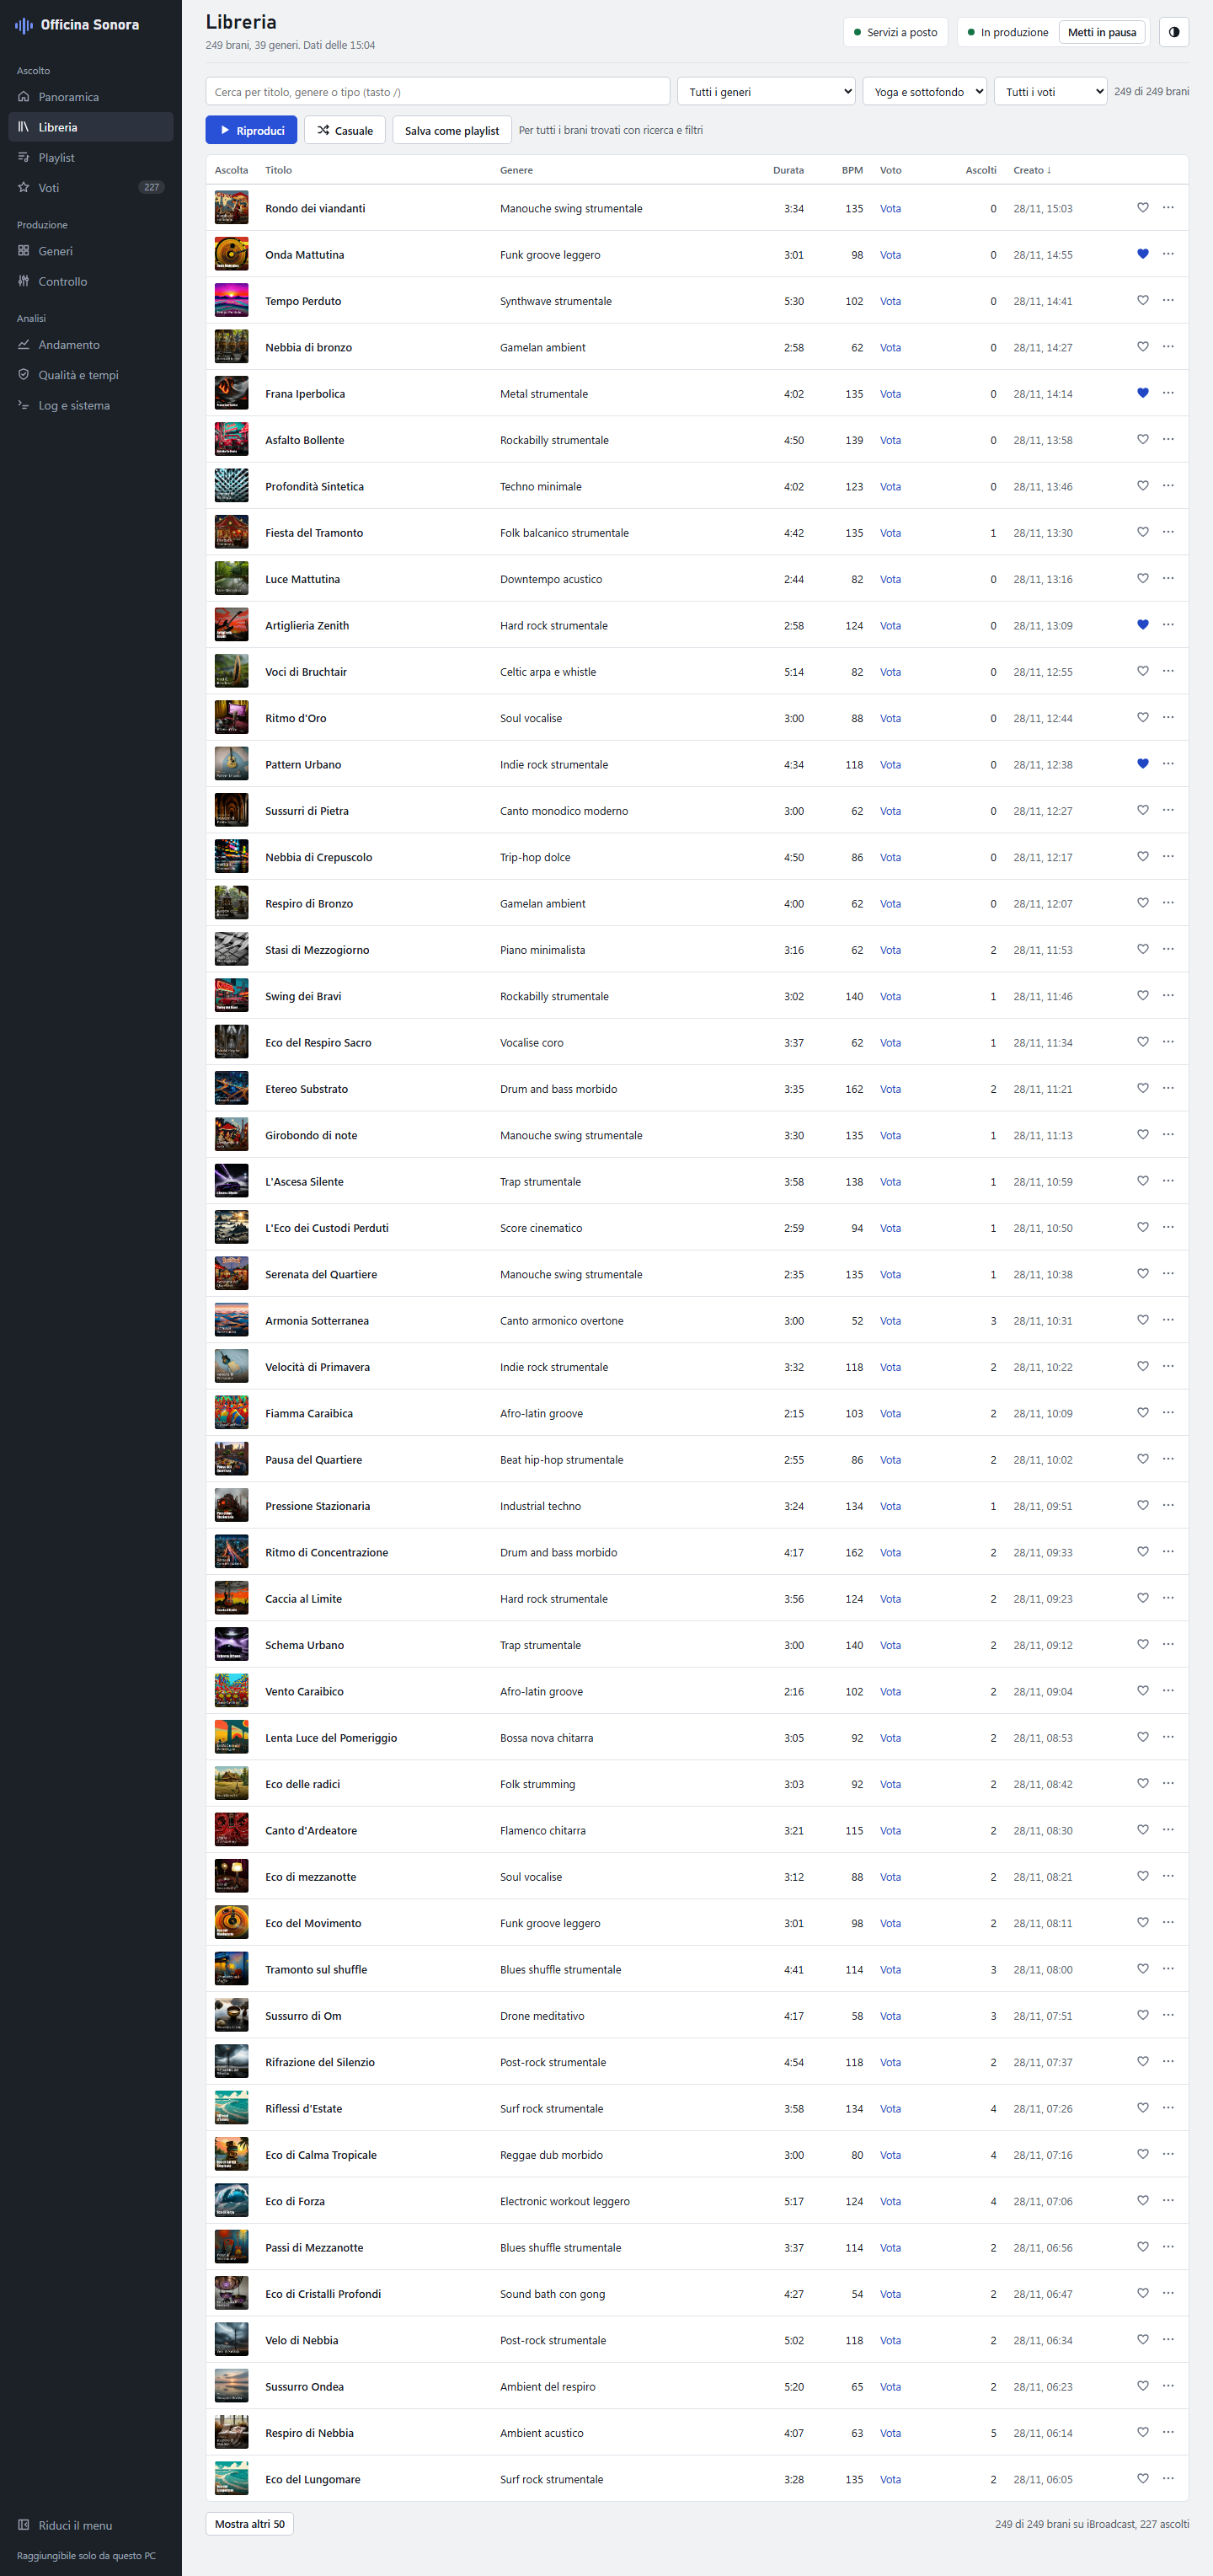 Officina Sonora
Ascolto
Panoramica
Libreria
Playlist
Voti 227
Produzione
Generi
Controllo
Analisi
Andamento
Qualità e tempi
Log e sistema
Riduci il menu
Raggiungibile solo da questo PC
Libreria
249 brani, 39 generi. Dati delle 15:04
Servizi a posto In produzione Metti in pausa
Cerca per titolo, genere o tipo (tasto /) Tutti i generi Yoga e sottofondo Tutti i voti 249 di 249 brani
Riproduci Casuale Salva come playlist Per tutti i brani trovati con ricerca e filtri
Ascolta Titolo Genere Durata BPM Voto Ascolti Creato ↓
Rondo dei viandanti Manouche swing strumentale 3:34 135 Vota 0 28/11, 15:03
Onda Mattutina Funk groove leggero 3:01 98 Vota 0 28/11, 14:55
Tempo Perduto Synthwave strumentale 5:30 102 Vota 0 28/11, 14:41
Nebbia di bronzo Gamelan ambient 2:58 62 Vota 0 28/11, 14:27
Frana Iperbolica Metal strumentale 4:02 135 Vota 0 28/11, 14:14
Asfalto Bollente Rockabilly strumentale 4:50 139 Vota 0 28/11, 13:58
Profondità Sintetica Techno minimale 4:02 123 Vota 0 28/11, 13:46
Fiesta del Tramonto Folk balcanico strumentale 4:42 135 Vota 1 28/11, 13:30
Luce Mattutina Downtempo acustico 2:44 82 Vota 0 28/11, 13:16
Artiglieria Zenith Hard rock strumentale 2:58 124 Vota 0 28/11, 13:09
Voci di Bruchtair Celtic arpa e whistle 5:14 82 Vota 0 28/11, 12:55
Ritmo d'Oro Soul vocalise 3:00 88 Vota 0 28/11, 12:44
Pattern Urbano Indie rock strumentale 4:34 118 Vota 0 28/11, 12:38
Sussurri di Pietra Canto monodico moderno 3:00 62 Vota 0 28/11, 12:27
Nebbia di Crepuscolo Trip-hop dolce 4:50 86 Vota 0 28/11, 12:17
Respiro di Bronzo Gamelan ambient 4:00 62 Vota 0 28/11, 12:07
Stasi di Mezzogiorno Piano minimalista 3:16 62 Vota 2 28/11, 11:53
Swing dei Bravi Rockabilly strumentale 3:02 140 Vota 1 28/11, 11:46
Eco del Respiro Sacro Vocalise coro 3:37 62 Vota 1 28/11, 11:34
Etereo Substrato Drum and bass morbido 3:35 162 Vota 2 28/11, 11:21
Girobondo di note Manouche swing strumentale 3:30 135 Vota 1 28/11, 11:13
L'Ascesa Silente Trap strumentale 3:58 138 Vota 1 28/11, 10:59
L'Eco dei Custodi Perduti Score cinematico 2:59 94 Vota 1 28/11, 10:50
Serenata del Quartiere Manouche swing strumentale 2:35 135 Vota 1 28/11, 10:38
Armonia Sotterranea Canto armonico overtone 3:00 52 Vota 3 28/11, 10:31
Velocità di Primavera Indie rock strumentale 3:32 118 Vota 2 28/11, 10:22
Fiamma Caraibica Afro-latin groove 2:15 103 Vota 2 28/11, 10:09
Pausa del Quartiere Beat hip-hop strumentale 2:55 86 Vota 2 28/11, 10:02
Pressione Stazionaria Industrial techno 3:24 134 Vota 1 28/11, 09:51
Ritmo di Concentrazione Drum and bass morbido 4:17 162 Vota 2 28/11, 09:33
Caccia al Limite Hard rock strumentale 3:56 124 Vota 2 28/11, 09:23
Schema Urbano Trap strumentale 3:00 140 Vota 2 28/11, 09:12
Vento Caraibico Afro-latin groove 2:16 102 Vota 2 28/11, 09:04
Lenta Luce del Pomeriggio Bossa nova chitarra 3:05 92 Vota 2 28/11, 08:53
Eco delle radici Folk strumming 3:03 92 Vota 2 28/11, 08:42
Canto d'Ardeatore Flamenco chitarra 3:21 115 Vota 2 28/11, 08:30
Eco di mezzanotte Soul vocalise 3:12 88 Vota 2 28/11, 08:21
Eco del Movimento Funk groove leggero 3:01 98 Vota 2 28/11, 08:11
Tramonto sul shuffle Blues shuffle strumentale 4:41 114 Vota 3 28/11, 08:00
Sussurro di Om Drone meditativo 4:17 58 Vota 3 28/11, 07:51
Rifrazione del Silenzio Post-rock strumentale 4:54 118 Vota 2 28/11, 07:37
Riflessi d'Estate Surf rock strumentale 3:58 134 Vota 4 28/11, 07:26
Eco di Calma Tropicale Reggae dub morbido 3:00 80 Vota 4 28/11, 07:16
Eco di Forza Electronic workout leggero 5:17 124 Vota 4 28/11, 07:06
Passi di Mezzanotte Blues shuffle strumentale 3:37 114 Vota 2 28/11, 06:56
Eco di Cristalli Profondi Sound bath con gong 4:27 54 Vota 2 28/11, 06:47
Velo di Nebbia Post-rock strumentale 5:02 118 Vota 2 28/11, 06:34
Sussurro Ondea Ambient del respiro 5:20 65 Vota 2 28/11, 06:23
Respiro di Nebbia Ambient acustico 4:07 63 Vota 5 28/11, 06:14
Eco del Lungomare Surf rock strumentale 3:28 135 Vota 2 28/11, 06:05
Mostra altri 50 249 di 249 brani su iBroadcast, 227 ascolti